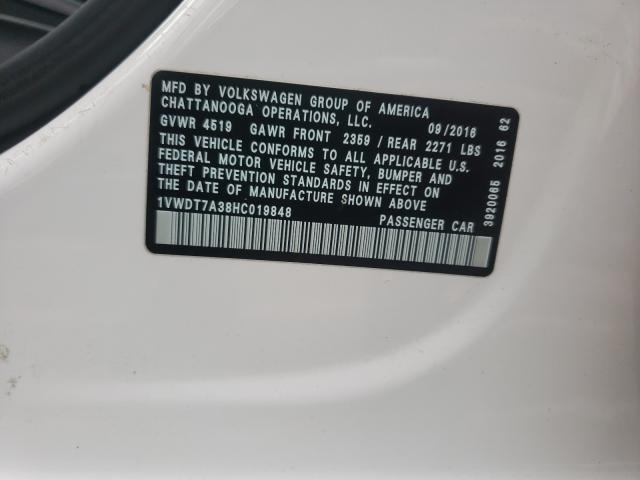 MFD BY VOLKSWAGEN GROUP OF AMERICA
CHATTANOOGA OPERATIONS, LLC.
09/2016
GVWR 4519 GAWR FRONT 2359 / REAR 2271 LBS
THIS VEHICLE CONFORMS TO ALL APPLICABLE U.S.
FEDERAL MOTOR VEHICLE SAFETY, BUMPER AND
THEFT PREVENTION STANDARDS IN EFFECT ON
THE DATE OF MANUFACTURE SHOWN ABOVE.
1VWDT7A38HC019848
PASSENGER CAR
3920065 2016 62